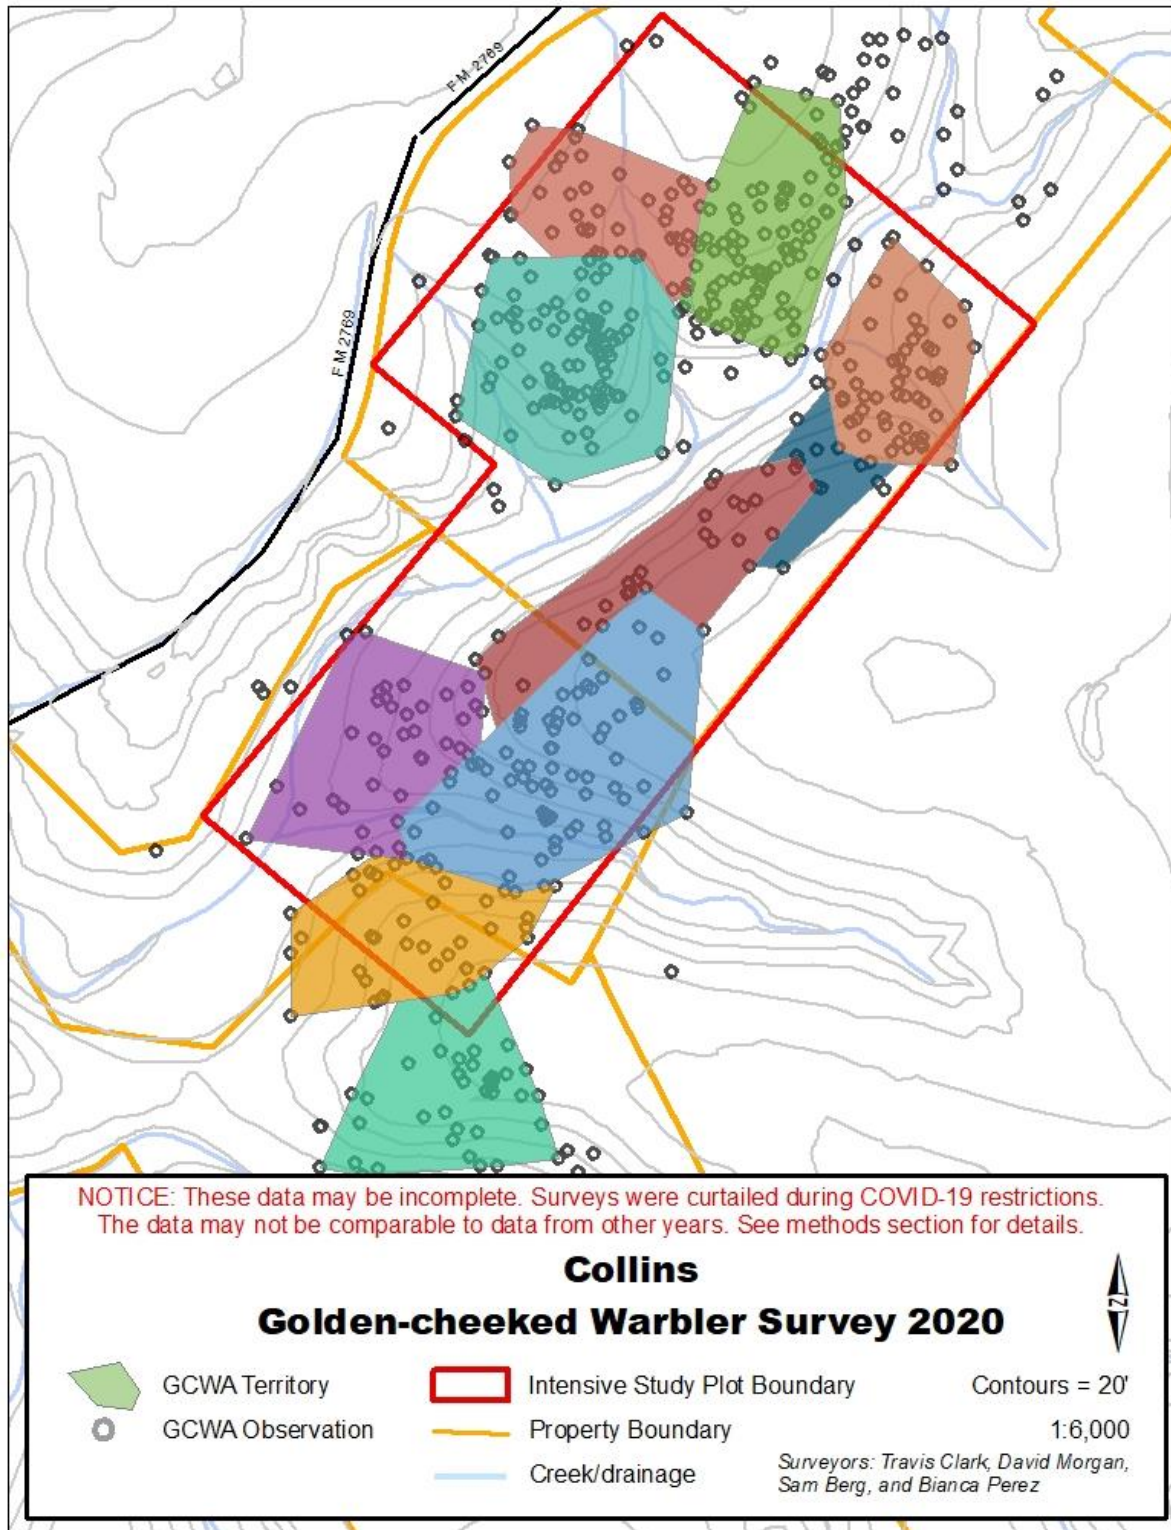 FM 2769
FM 2769
NOTICE: These data may be incomplete. Surveys were curtailed during COVID-19 restrictions.
The data may not be comparable to data from other years. See methods section for details.
Collins
Golden-cheeked Warbler Survey 2020
N
GCWA Territory
Intensive Study Plot Boundary
Contours = 20'
GCWA Observation
Property Boundary
1:6,000
Creek/drainage
Surveyors: Travis Clark, David Morgan,
Sam Berg, and Bianca Perez